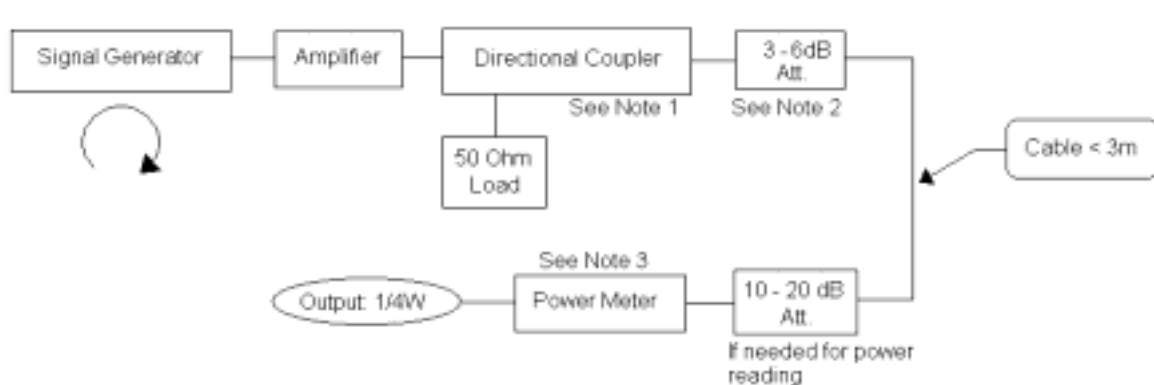 Signal Generator
Amplifier
Directional Coupler
3 - 6dB
Att.
See Note 1
See Note 2
50 Ohm
Load
Cable < 3m
See Note 3
Output: 1/4W
Power Meter
10 - 20 dB
Att.
If needed for power
reading